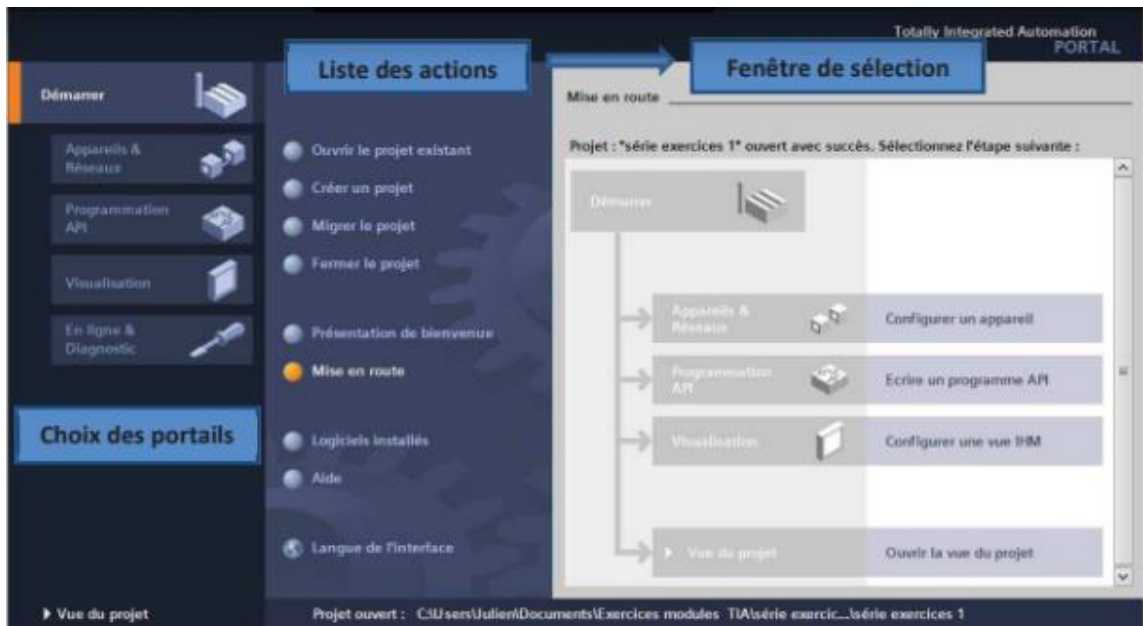 Totally Integrated Automation
PORTAL
Liste des actions
Fenêtre de sélection
Démarrer
Appareils &
Réseaux
Programmation
API
Visualisation
En ligne &
Diagnostic
Choix des portails
Ouvrir le projet existant
Créer un projet
Migrer le projet
Fermer le projet
Présentation de bienvenue
Mise en route
Logiciels installés
Aide
Langue de l'interface
Mise en route
Projet : "série exercices 1" ouvert avec succès. Sélectionnez l'étape suivante :
Démarrer
Appareils &
Réseaux
Configurer un appareil
Programmation
API
Ecrire un programme API
Visualisation
Configurer une vue IHM
Vue du projet
Ouvrir la vue du projet
Vue du projet
Projet ouvert : C:\Users\Julien\Documents\Exercices modules TIA\série exercic...\série exercices 1